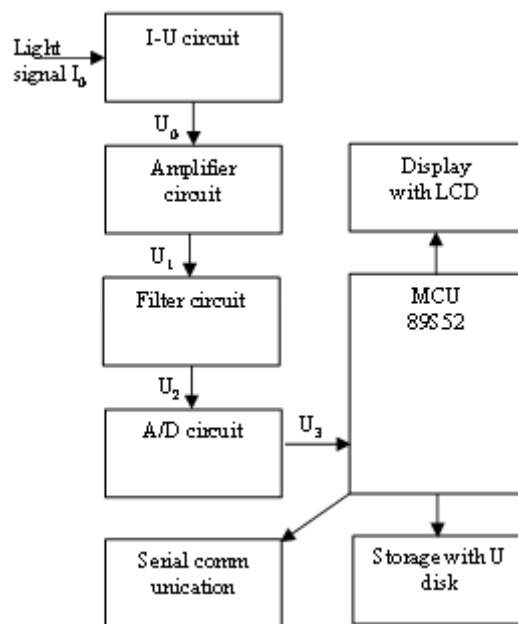 I-U circuit
Light
signal I₀
U₀
Amplifier
circuit
U₁
Filter circuit
U₂
A/D circuit
U₃
Display
with LCD
MCU
89S52
Serial comm
unication
Storage with U
disk